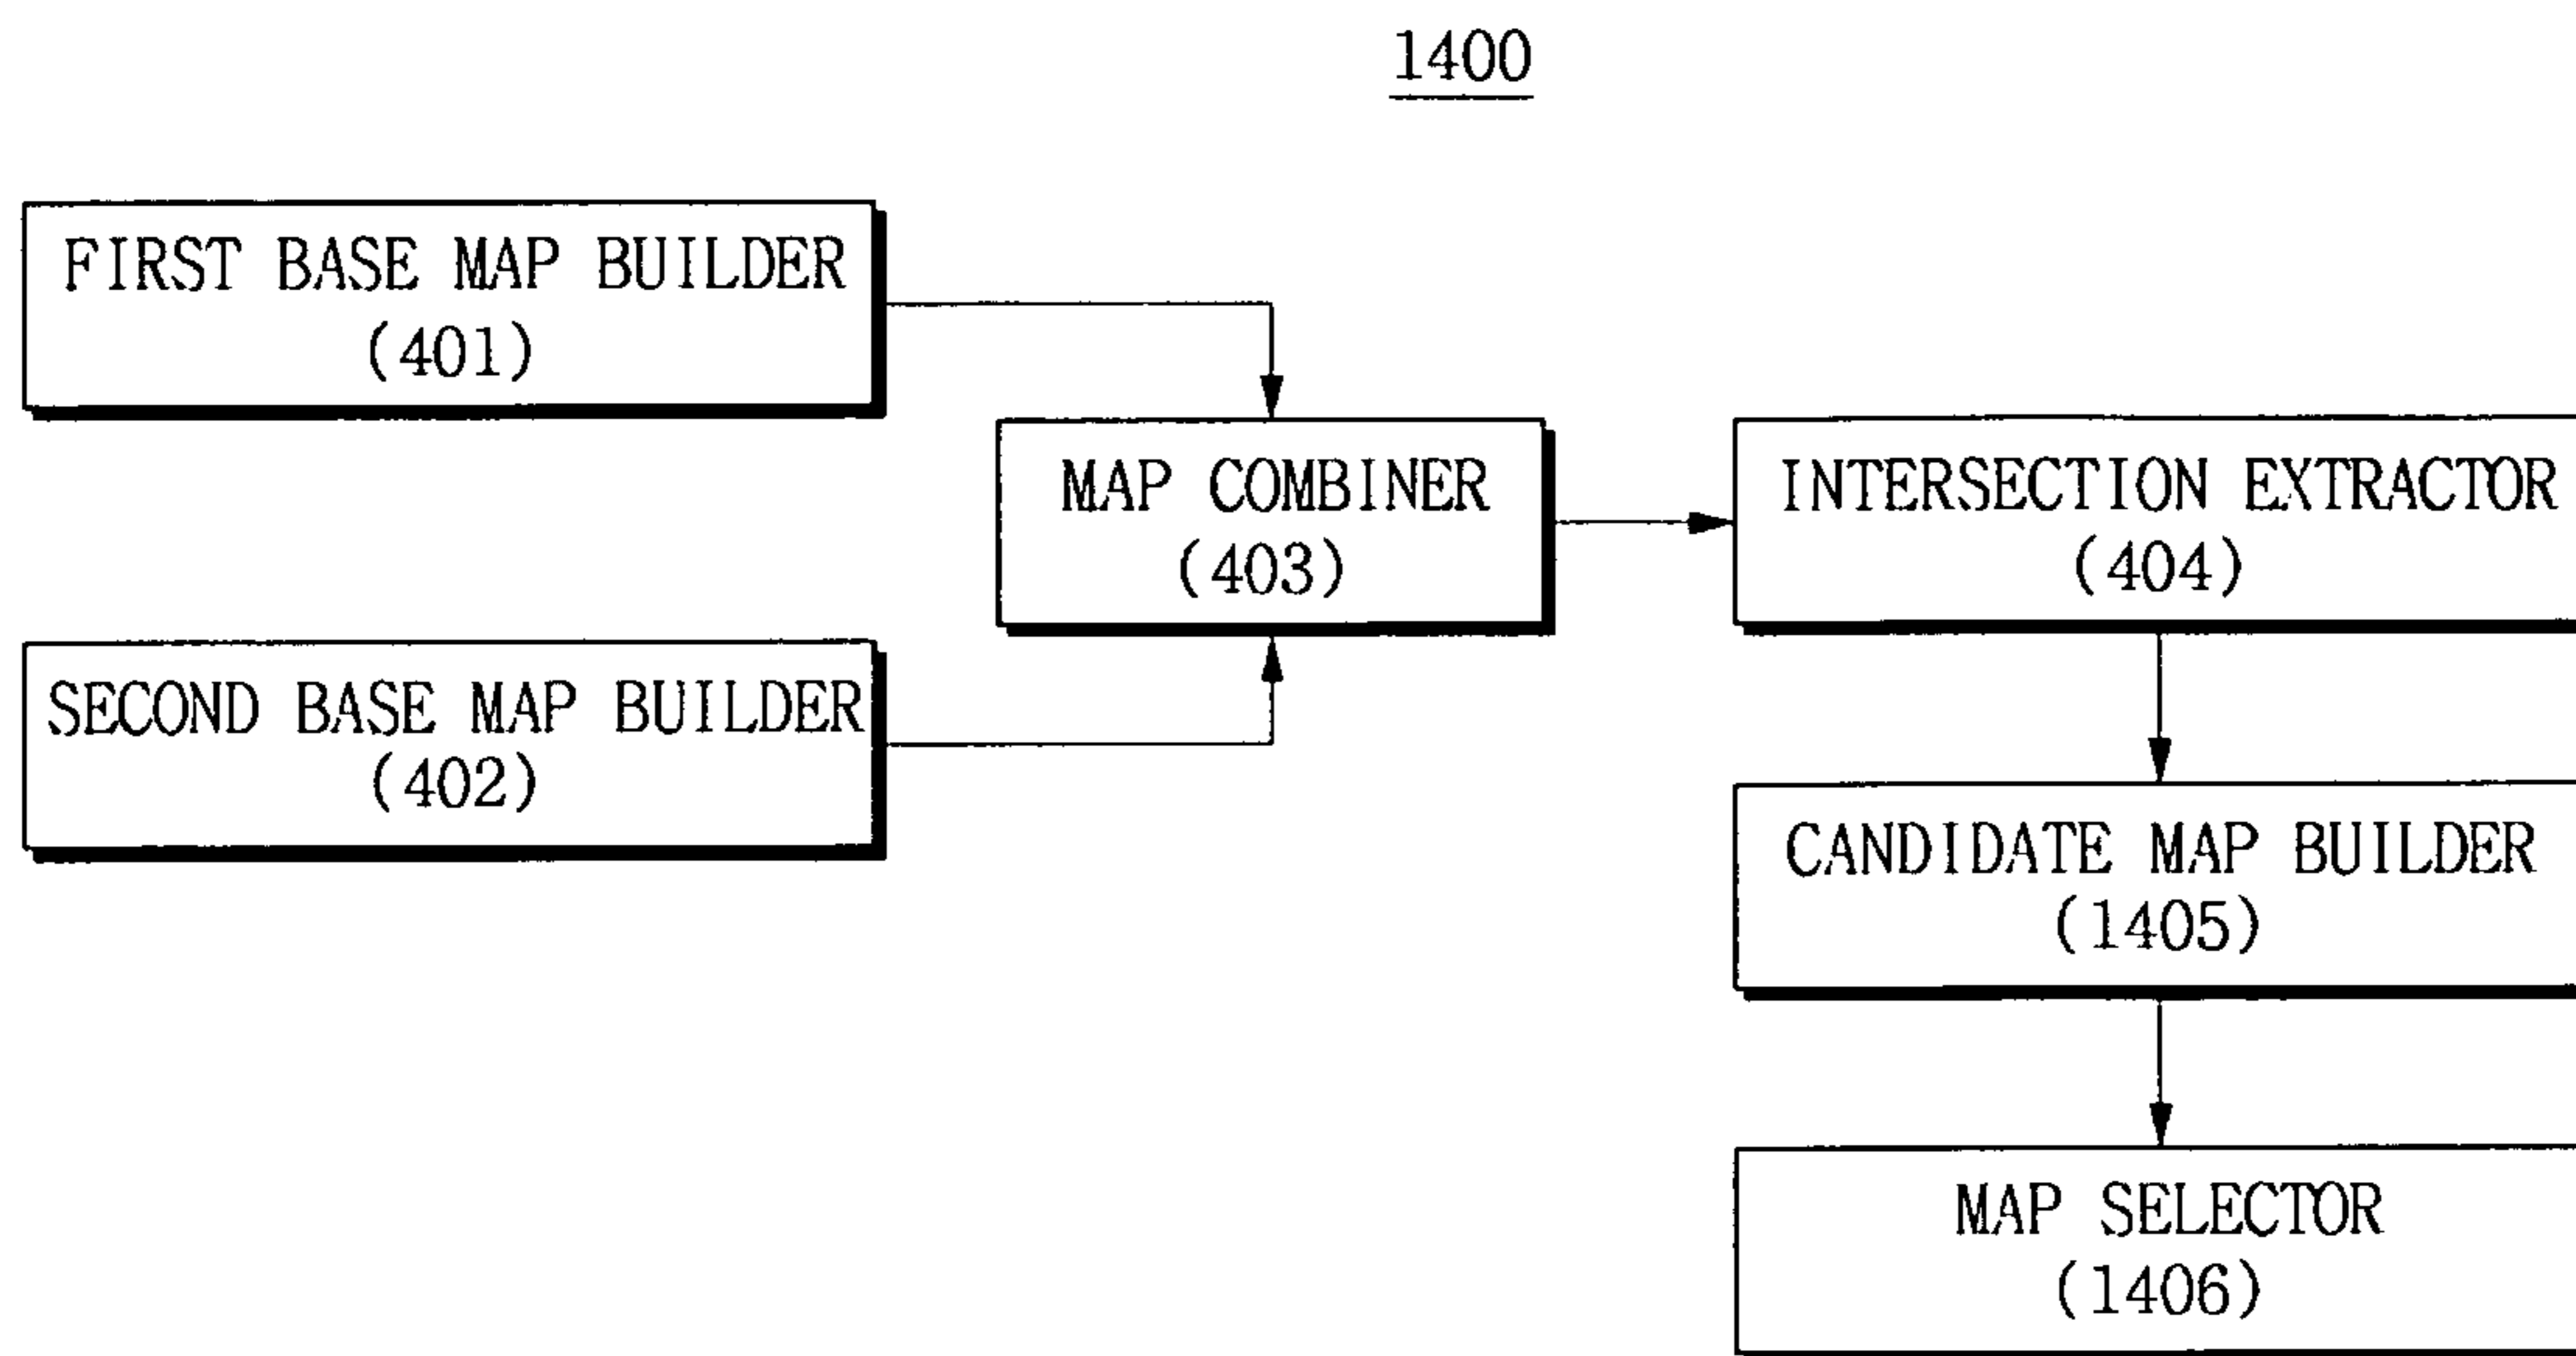 1400
FIRST BASE MAP BUILDER
(401)
MAP COMBINER
(403)
INTERSECTION EXTRACTOR
(404)
SECOND BASE MAP BUILDER
(402)
CANDIDATE MAP BUILDER
(1405)
MAP SELECTOR
(1406)